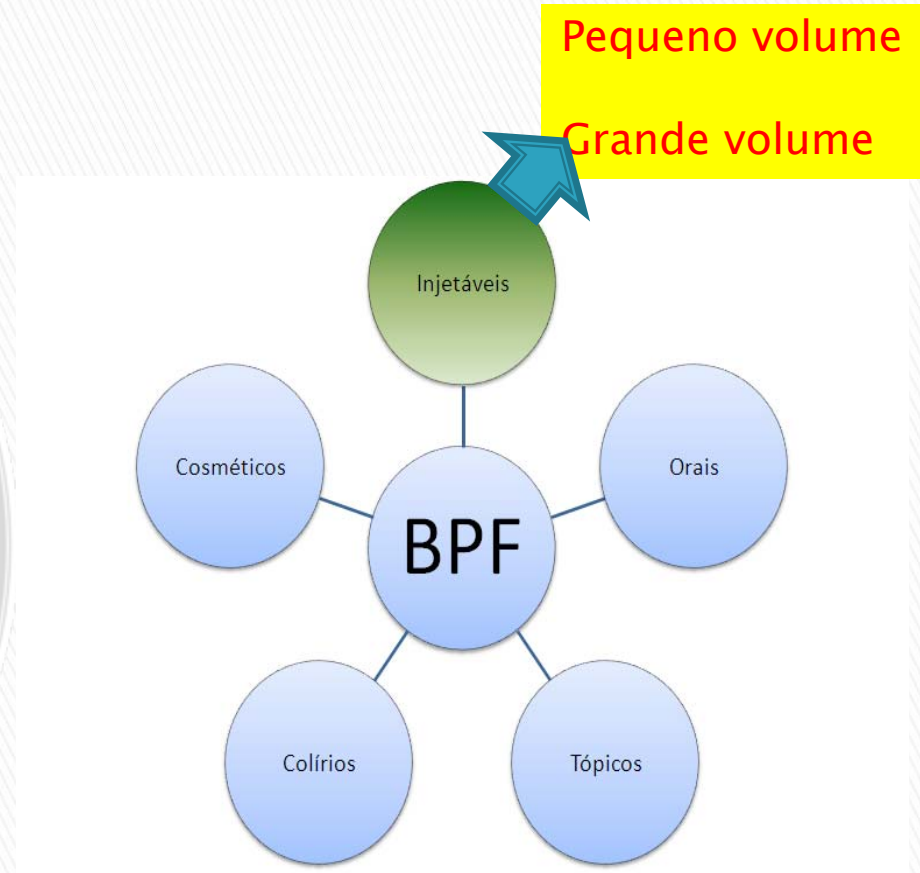 Pequeno volume
Grande volume
Injetáveis
Cosméticos
Orais
BPF
Colírios
Tópicos